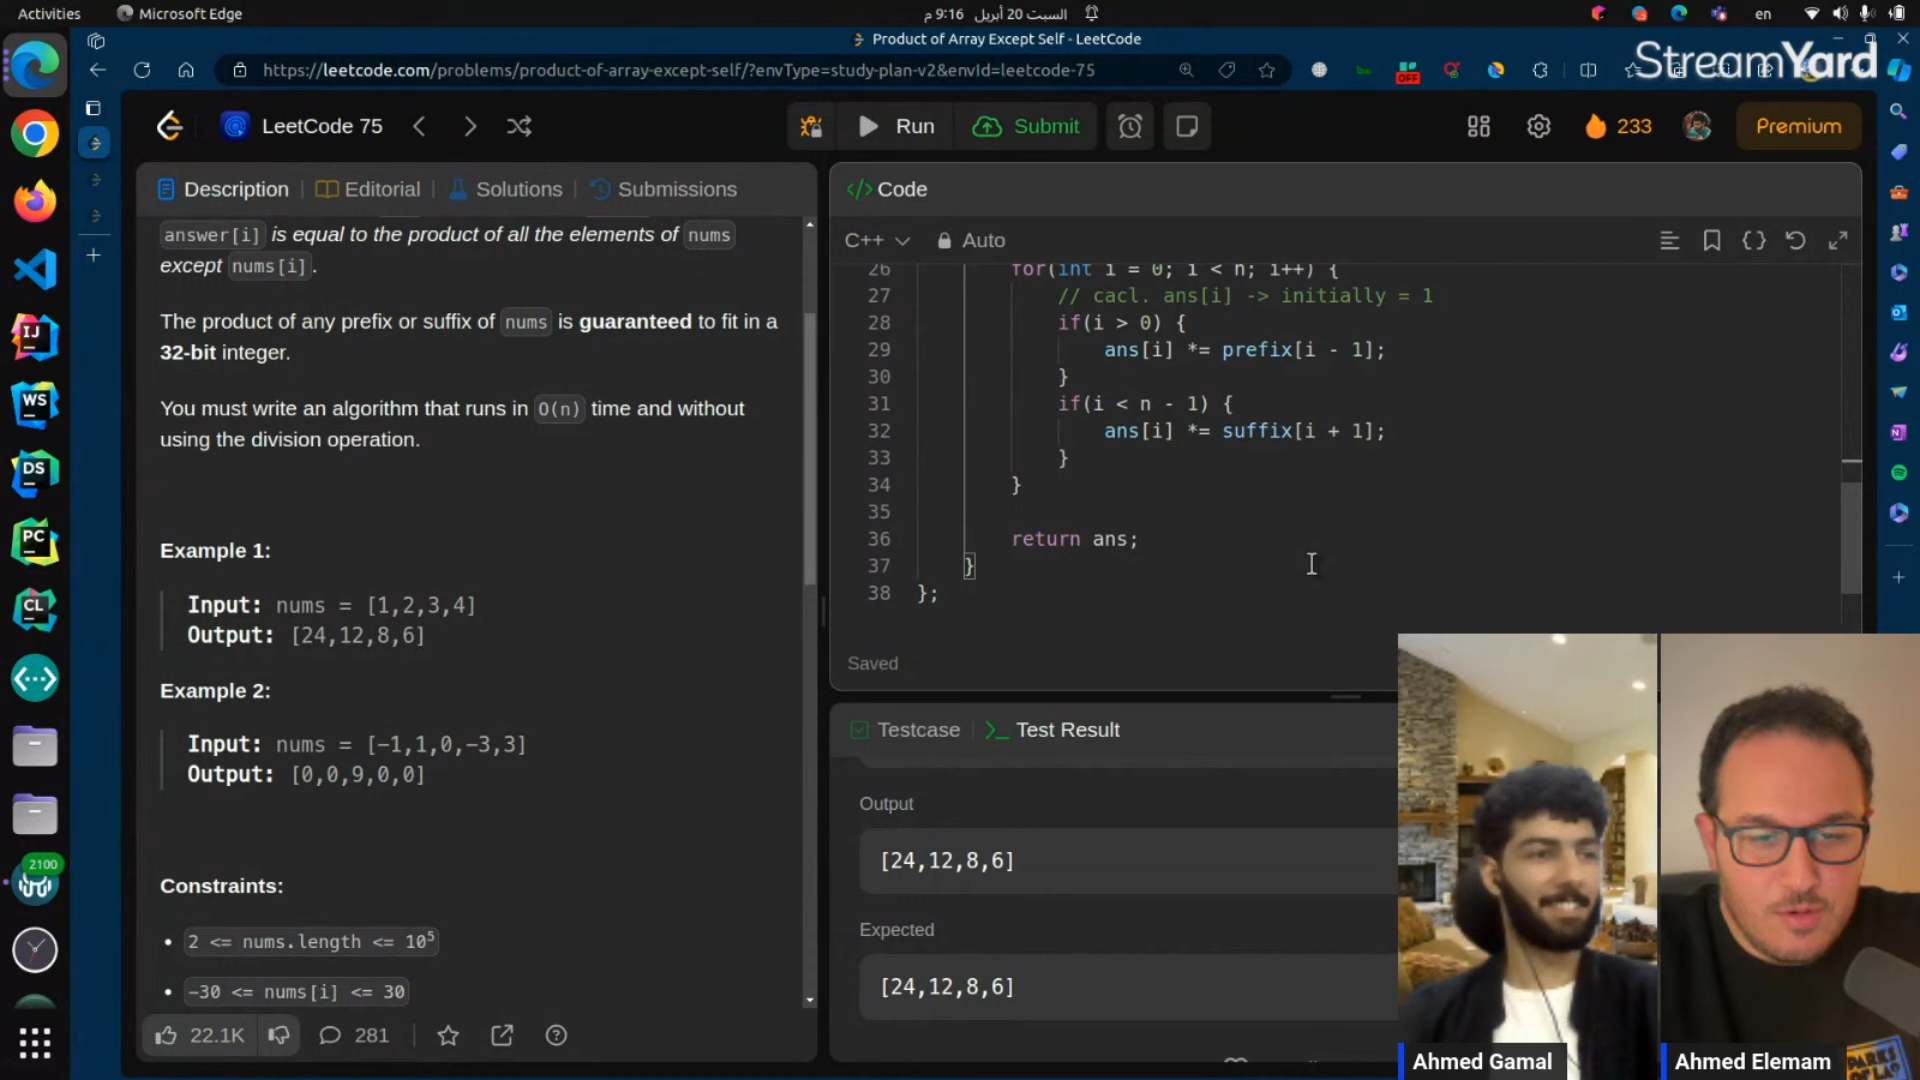 Activities
Microsoft Edge
السبت 20 أبريل 9:16 م
en
Product of Array Except Self - LeetCode
https://leetcode.com/problems/product-of-array-except-self/?envType=study-plan-v2&envId=leetcode-75
OFF
StreamYard
LeetCode 75
Run
Submit
233
Premium
Description
Editorial
Solutions
Submissions
answer[i] is equal to the product of all the elements of nums
except nums[i].
The product of any prefix or suffix of nums is guaranteed to fit in a
32-bit integer.
You must write an algorithm that runs in O(n) time and without
using the division operation.
Example 1:
Input: nums = [1,2,3,4]
Output: [24,12,8,6]
Example 2:
Input: nums = [-1,1,0,-3,3]
Output: [0,0,9,0,0]
Constraints:
2 <= nums.length <= 10⁵
-30 <= nums[i] <= 30
22.1K
281
</> Code
C++
Auto
26 for(int i = 0; i < n; i++) {
27 // cacl. ans[i] -> initially = 1
28 if(i > 0) {
29 ans[i] *= prefix[i - 1];
30 }
31 if(i < n - 1) {
32 ans[i] *= suffix[i + 1];
33 }
34 }
35
36 return ans;
37 }
38 };
Saved
Testcase
>_ Test Result
Output
[24,12,8,6]
Expected
[24,12,8,6]
IJ
WS
DS
PC
CL
2100
Ahmed Gamal
Ahmed Elemam